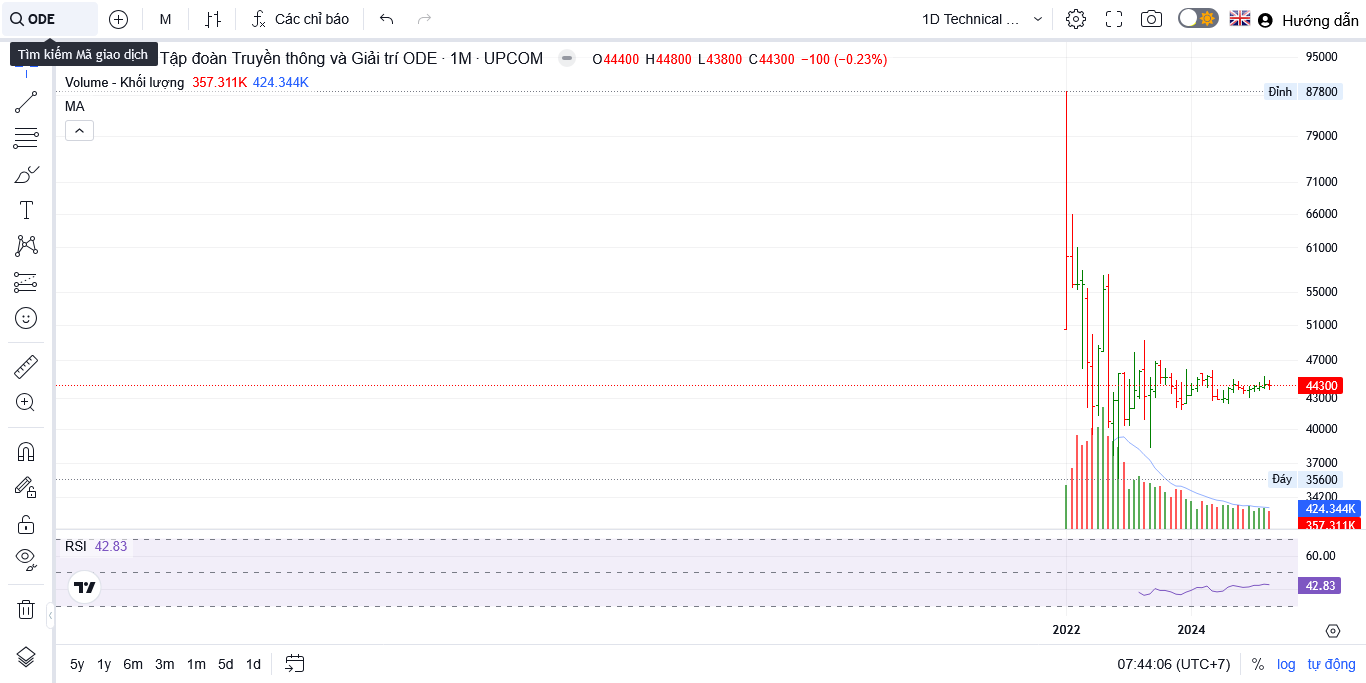 ODE
M
Các chỉ báo
1D Technical ...
Hướng dẫn
Tìm kiếm Mã giao dịch
Tập đoàn Truyền thông và Giải trí ODE · 1M · UPCOM
O44400 H44800 L43800 C44300 −100 (−0.23%)
Volume - Khối lượng 357.311K 424.344K
MA
95000
Đỉnh 87800
79000
71000
66000
61000
55000
51000
47000
44300
43000
40000
37000
Đáy 35600
34200
424.344K
357.311K
RSI 42.83
60.00
42.83
2022
2024
5y 1y 6m 3m 1m 5d 1d
07:44:06 (UTC+7)
% log tự động